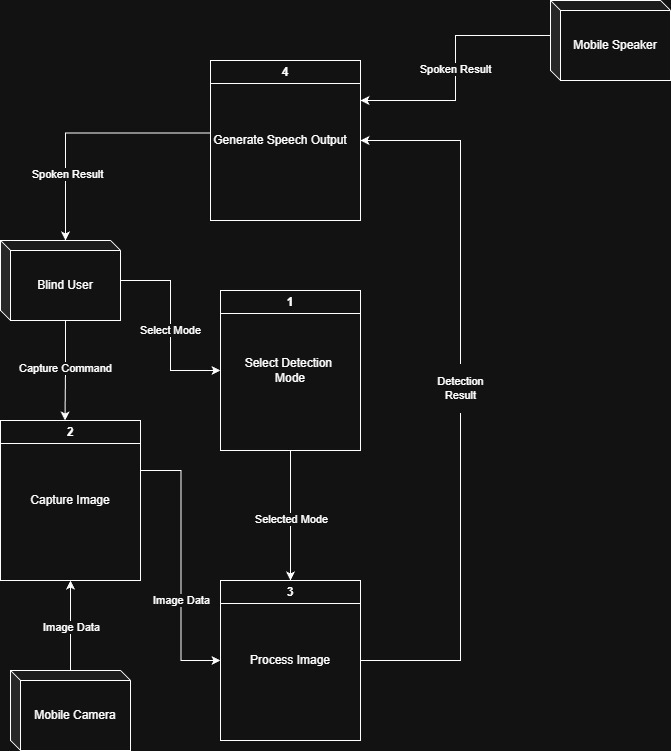 Mobile Speaker
Spoken Result
4
Generate Speech Output
Spoken Result
Blind User
1
Select Mode
Select Detection
Mode
Capture Command
Detection
Result
2
Capture Image
Selected Mode
3
Image Data
Image Data
Process Image
Mobile Camera